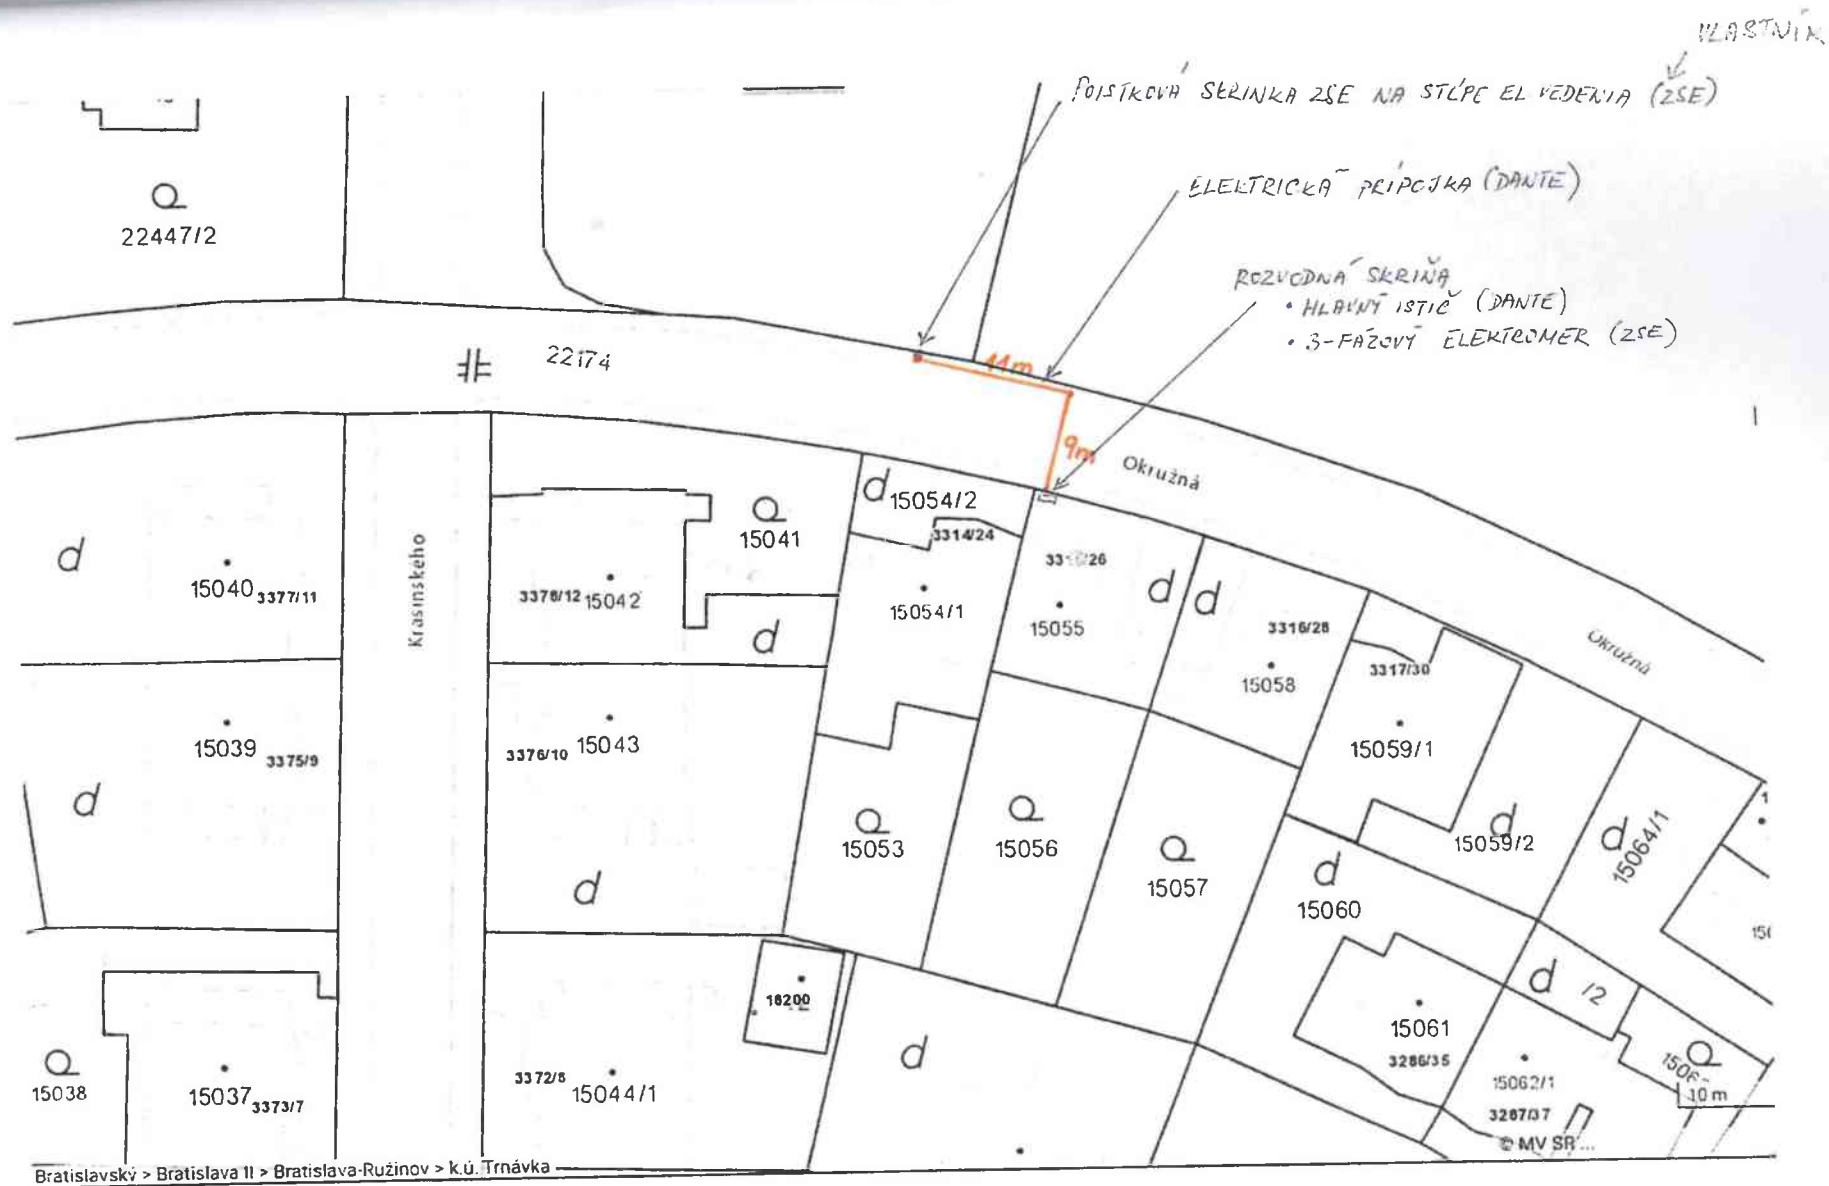 VLASTNÍK
POISTKOVÁ SKRINKA ZSE NA STĹPE EL VEDENIA (ZSE)
ELEKTRICKÁ PRÍPOJKA (DANTE)
ROZVODNÁ SKRIŇA
• HLAVNÝ ISTIČ (DANTE)
• 3-FÁZOVÝ ELEKTROMER (ZSE)
22447/2
22174
11m
9m
Okružná
15054/2
3314/24
15041
15040 3377/11
Krasinského
3378/12 15042
15054/1
15055
3316/28
15058
3317/30
Okružná
15059/1
15039 3375/9
3376/10 15043
15053
15056
15057
15059/2
15064/1
15060
16200
/2
15061
3286/35
15038
15037 3373/7
3372/8 15044/1
15062/1
3287/37
10 m
© MV SR ...
Bratislavský > Bratislava II > Bratislava-Ružinov > k.ú. Trnávka